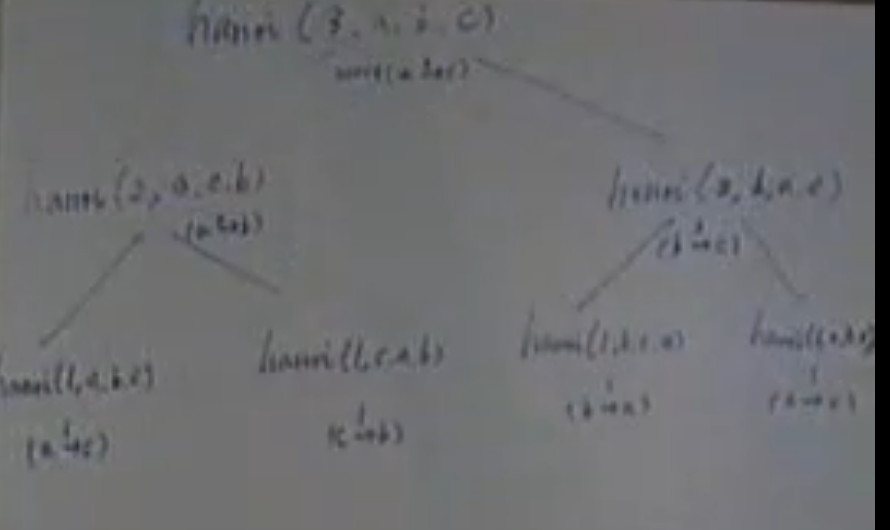 hanoi (3, a, b, c)
move(a 3→c)
hanoi (2, a, c, b)
hanoi (2, b, a, c)
(a 2→b)
(b 2→c)
hanoi(1, a, b, c)
hanoi(1, c, a, b)
hanoi(1, b, c, a)
hanoi(1, a, b, c)
(a 1→c)
(c 1→b)
(b 1→a)
(a 1→c)